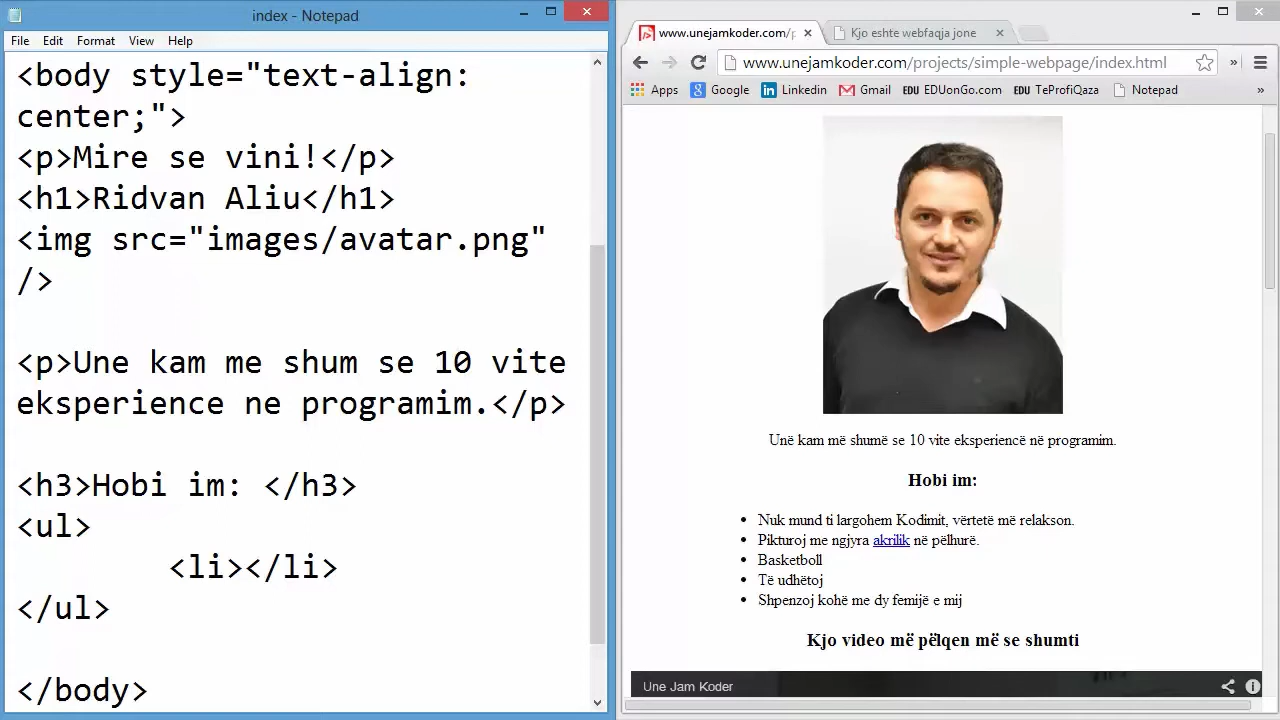 index - Notepad
File Edit Format View Help
<body style="text-align:
center;">
<p>Mire se vini!</p>
<h1>Ridvan Aliu</h1>
<img src="images/avatar.png"
/>
<p>Une kam me shum se 10 vite
eksperience ne programim.</p>
<h3>Hobi im: </h3>
<ul>
<li></li>
</ul>
</body>
www.unejamkoder.com/p
Kjo eshte webfaqja jone
www.unejamkoder.com/projects/simple-webpage/index.html
Apps Google Linkedin Gmail EDU EDUonGo.com EDU TeProfiQaza Notepad
Unë kam më shumë se 10 vite eksperiencë në programim.
Hobi im:
Nuk mund ti largohem Kodimit, vërtetë më relakson.
Pikturoj me ngjyra akrilik në pëlhurë.
Basketboll
Të udhëtoj
Shpenzoj kohë me dy femijë e mij
Kjo video më pëlqen më se shumti
Une Jam Koder